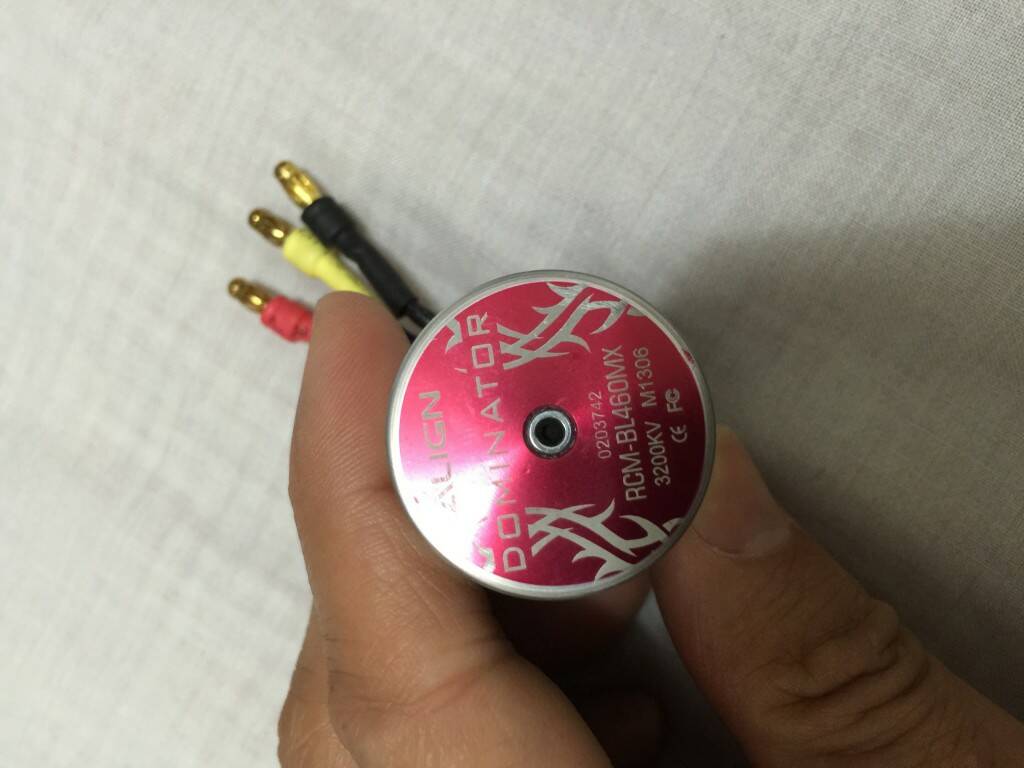 ALIGN
DOMINATOR
0203742
RCM-BL460MX
3200KV M1306
CE FC